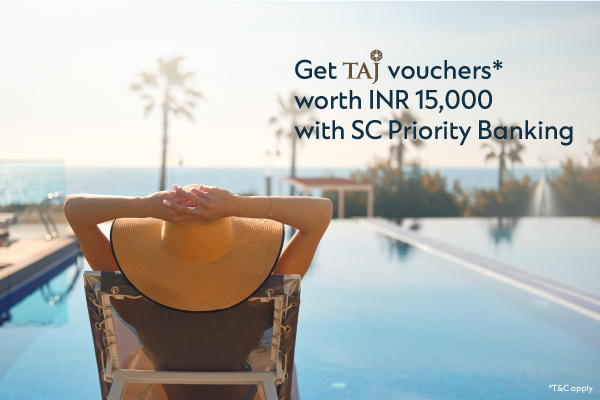 Get TAJ vouchers*
worth INR 15,000
with SC Priority Banking
*T&C apply